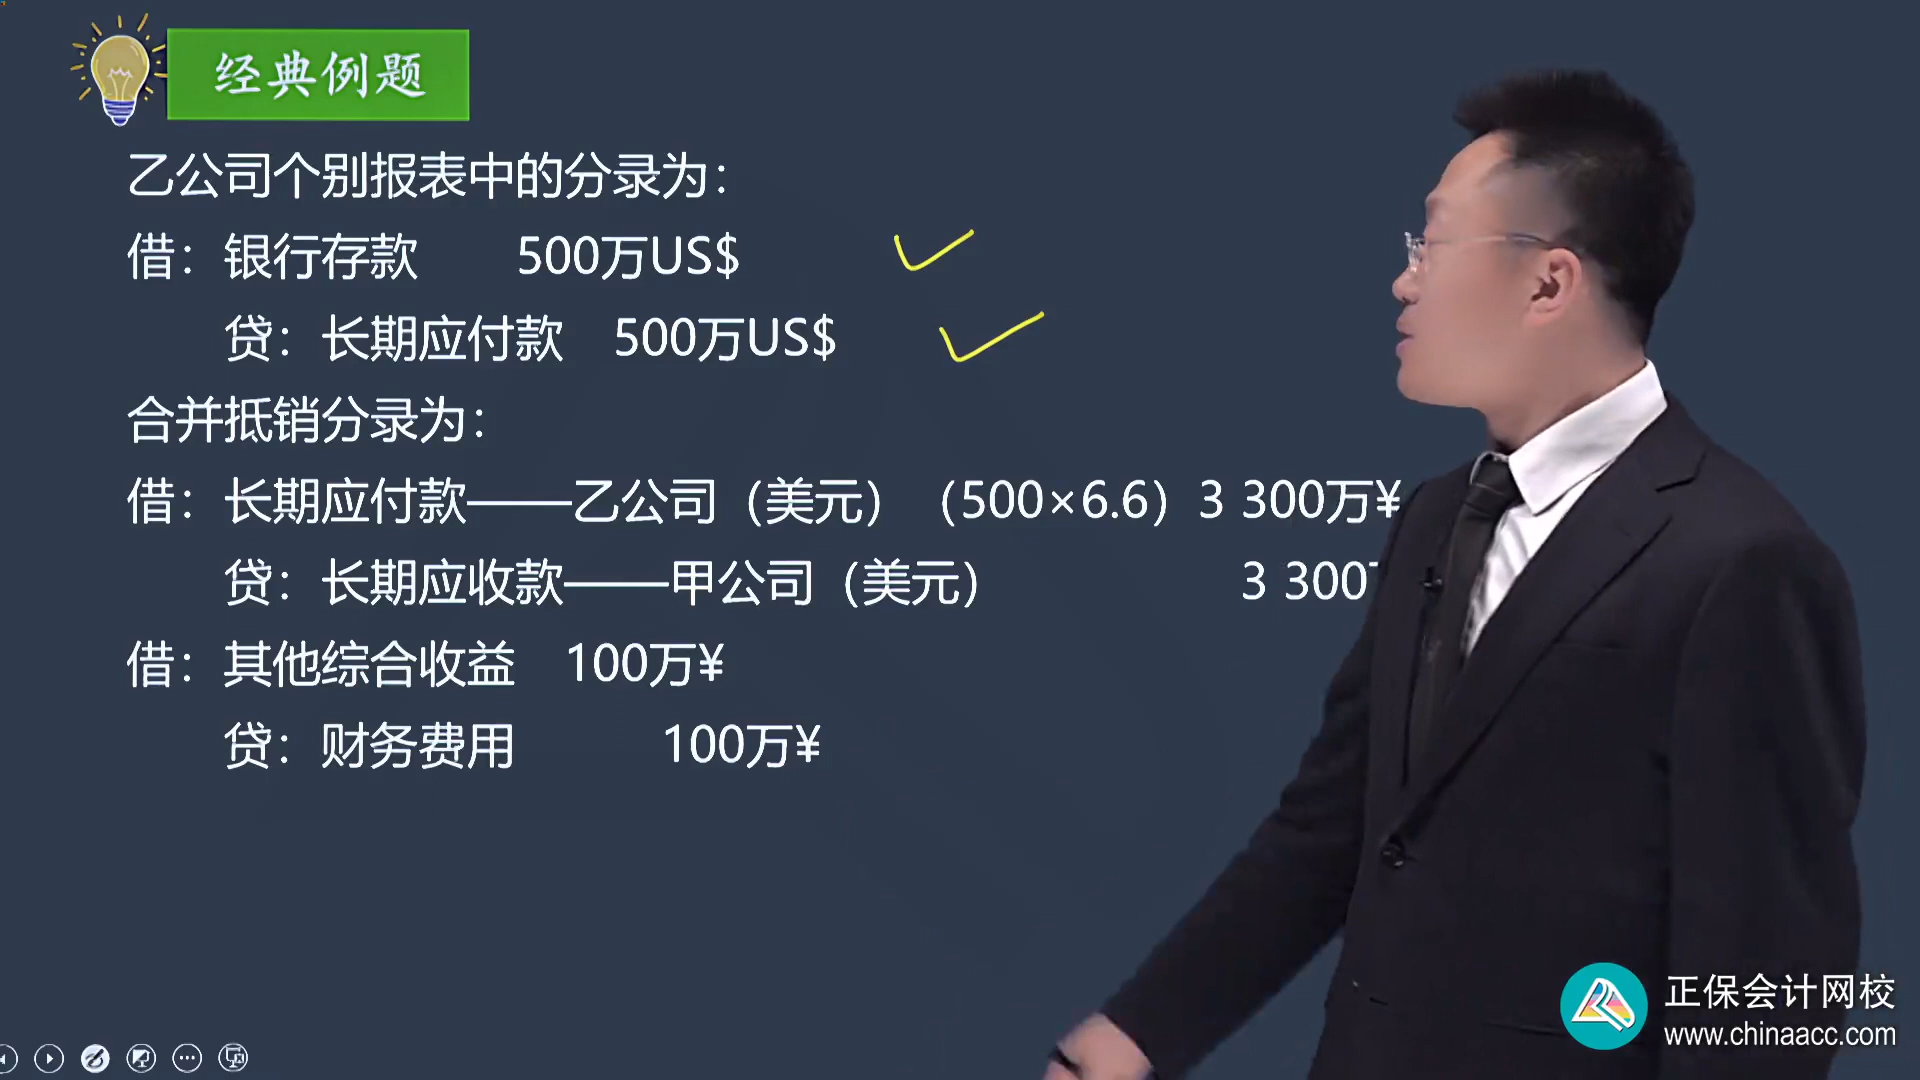 经典例题
乙公司个别报表中的分录为：
借：银行存款 500万US$
贷：长期应付款 500万US$
合并抵销分录为：
借：长期应付款——乙公司（美元）（500×6.6）3 300万¥
贷：长期应收款——甲公司（美元） 3 300
借：其他综合收益 100万¥
贷：财务费用 100万¥
正保会计网校
www.chinaacc.com